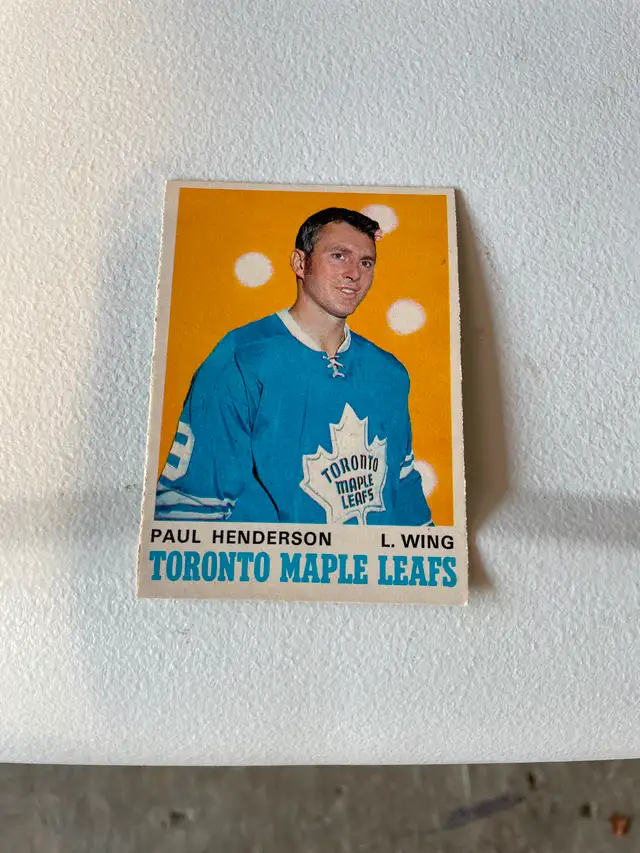 TORONTO
MAPLE
LEAFS
PAUL HENDERSON L. WING
TORONTO MAPLE LEAFS